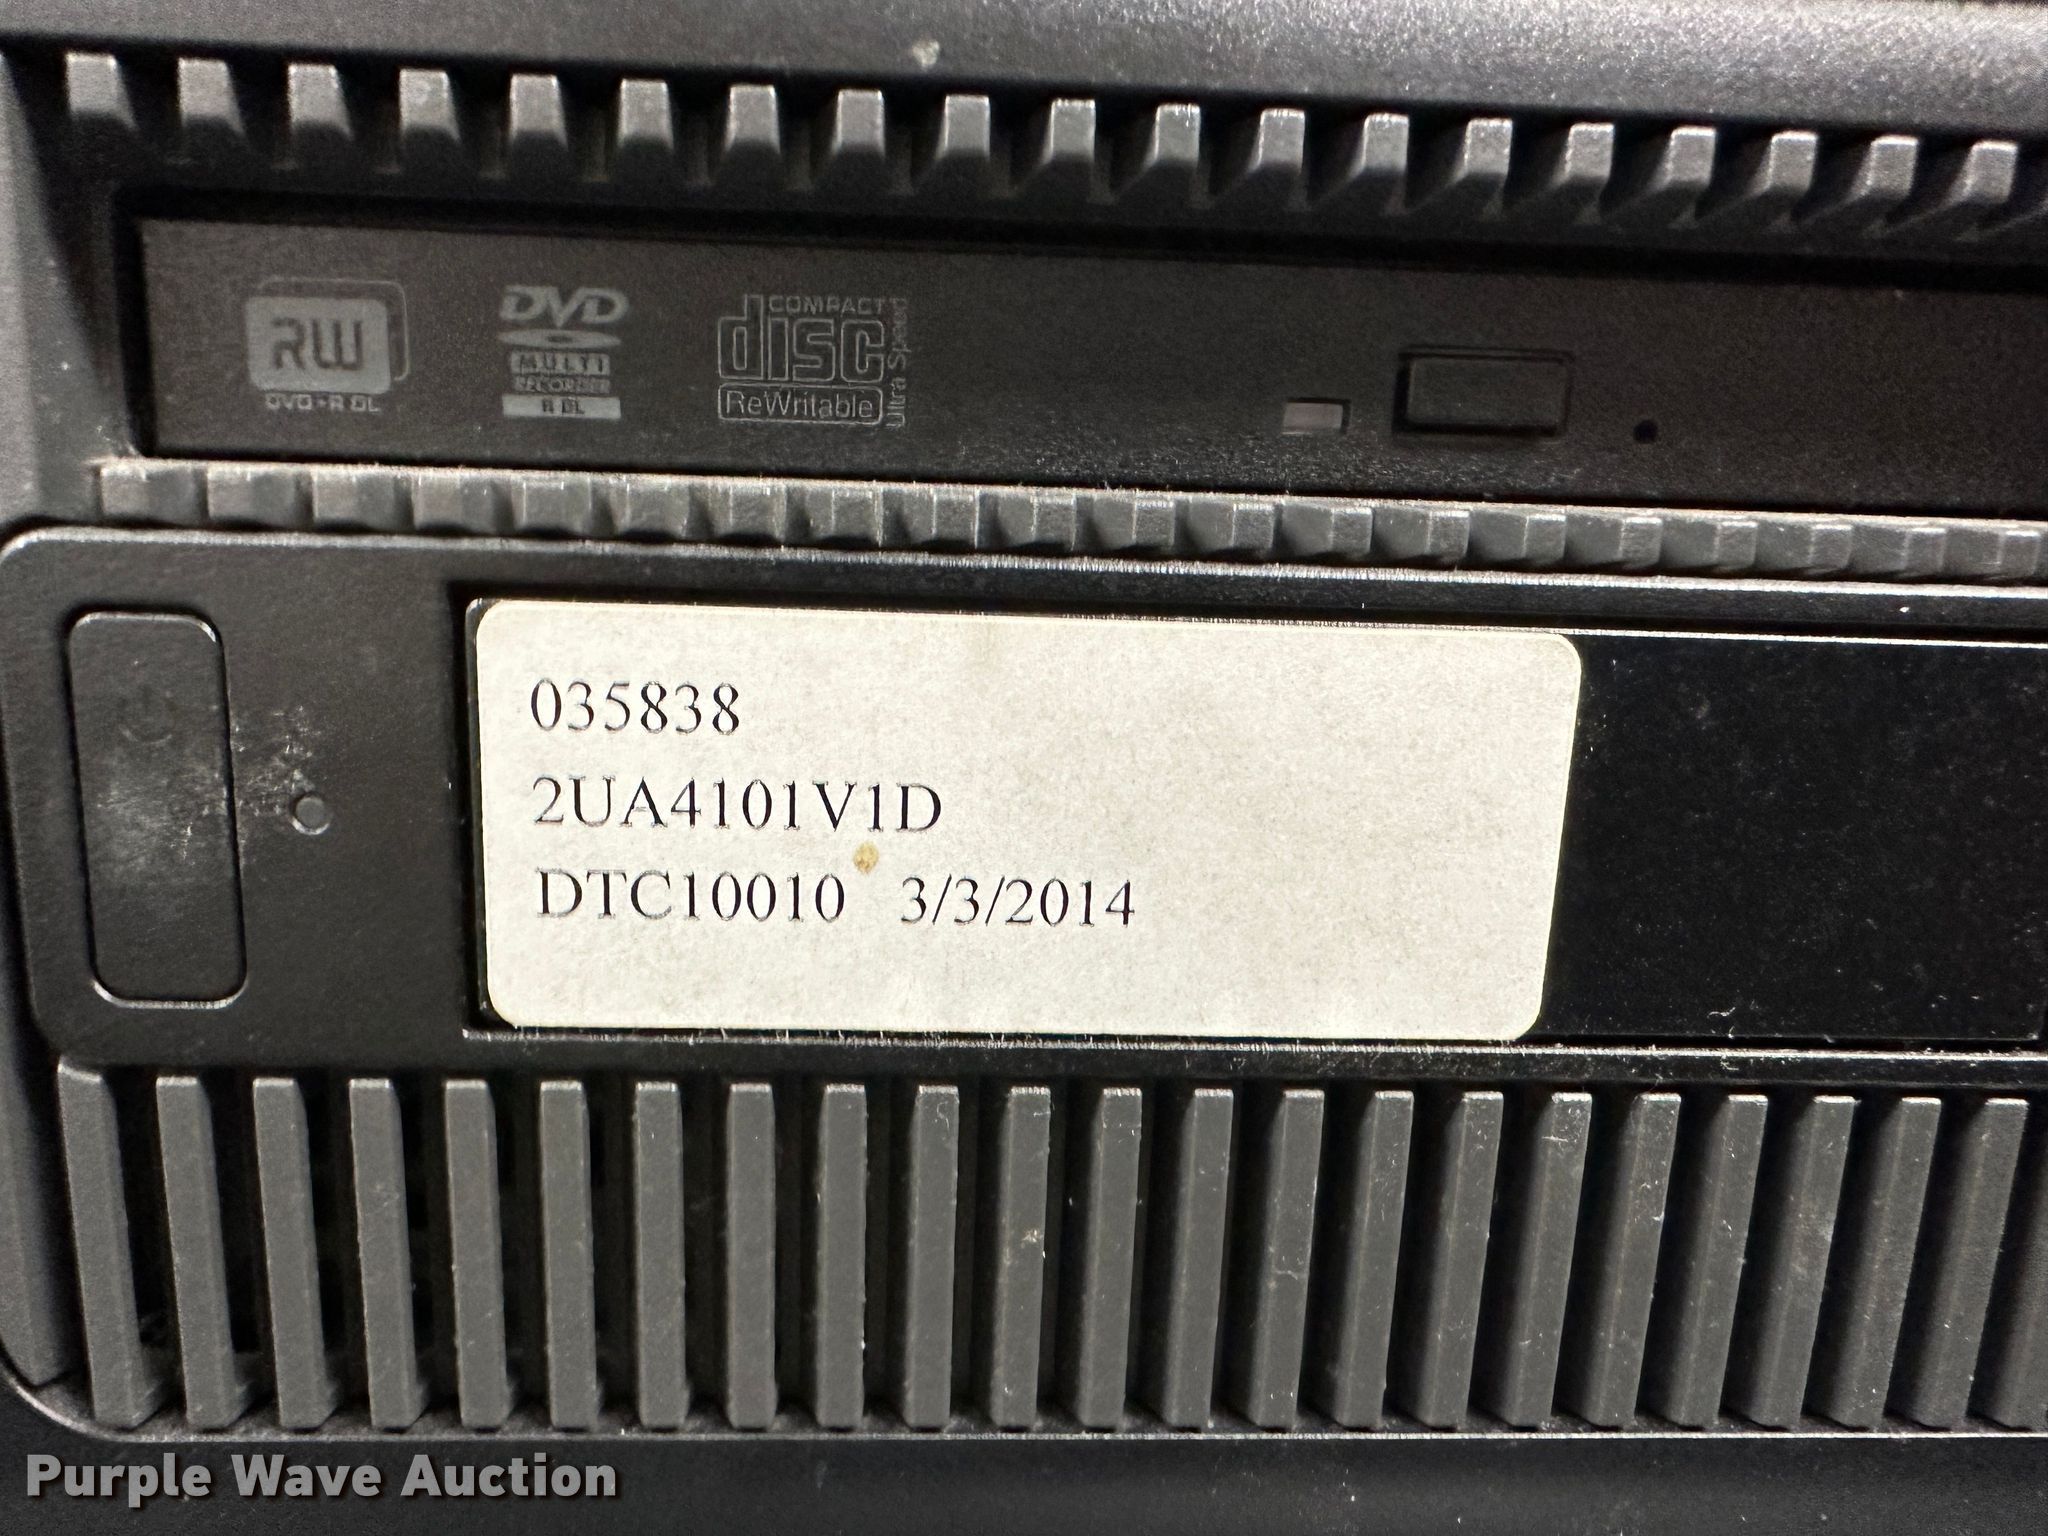 RW
DVD+R DL
DVD
MULTI
RECORDER
R DL
COMPACT
disc
ReWritable
Ultra Speed
035838
2UA4101V1D
DTC10010 3/3/2014
Purple Wave Auction